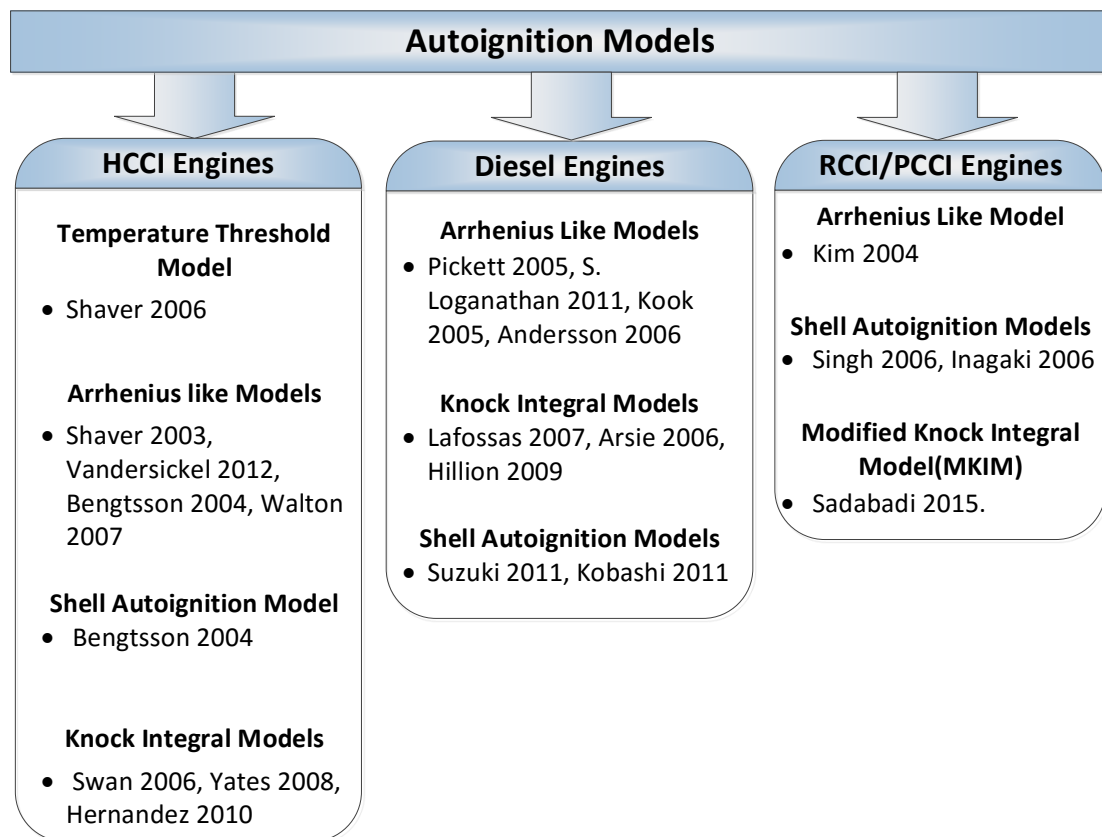 Autoignition Models
HCCI Engines
Temperature Threshold
Model
• Shaver 2006
Arrhenius like Models
• Shaver 2003,
Vandersickel 2012,
Bengtsson 2004, Walton
2007
Shell Autoignition Model
• Bengtsson 2004
Knock Integral Models
• Swan 2006, Yates 2008,
Hernandez 2010
Diesel Engines
Arrhenius Like Models
• Pickett 2005, S.
Loganathan 2011, Kook
2005, Andersson 2006
Knock Integral Models
• Lafossas 2007, Arsie 2006,
Hillion 2009
Shell Autoignition Models
• Suzuki 2011, Kobashi 2011
RCCI/PCCI Engines
Arrhenius Like Model
• Kim 2004
Shell Autoignition Models
• Singh 2006, Inagaki 2006
Modified Knock Integral
Model(MKIM)
• Sadabadi 2015.